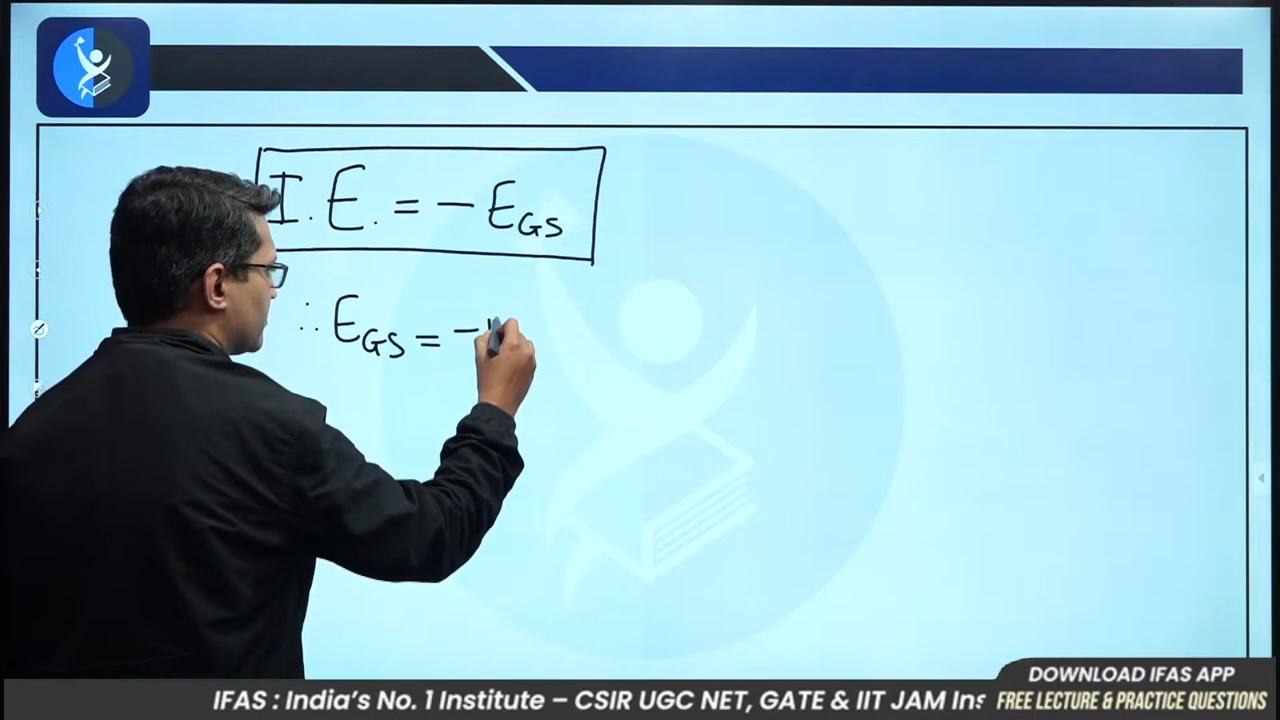 I. E. = - E_GS
∴ E_GS = -
DOWNLOAD IFAS APP
IFAS : India's No. 1 Institute – CSIR UGC NET, GATE & IIT JAM Ins
FREE LECTURE & PRACTICE QUESTIONS